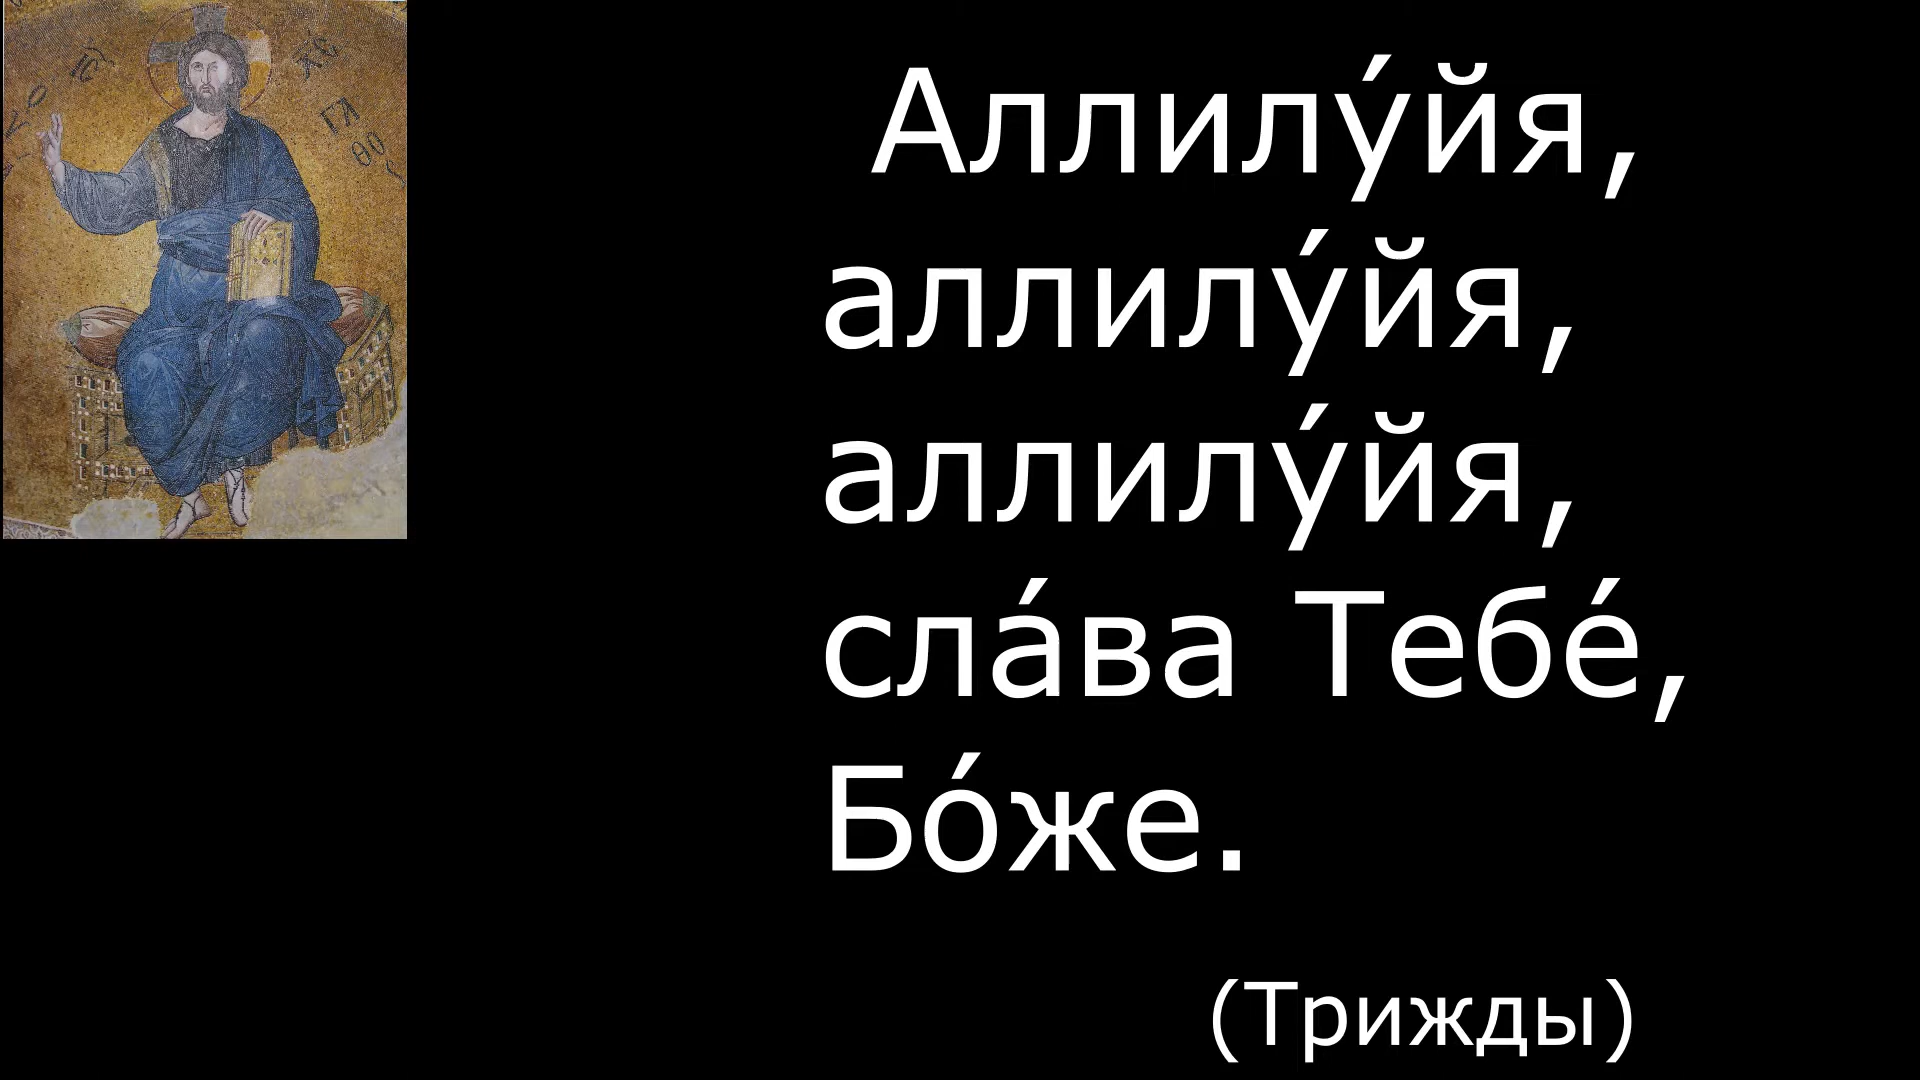 Аллилу́йя,
аллилу́йя,
аллилу́йя,
сла́ва Тебе́,
Бо́же.
(Трижды)